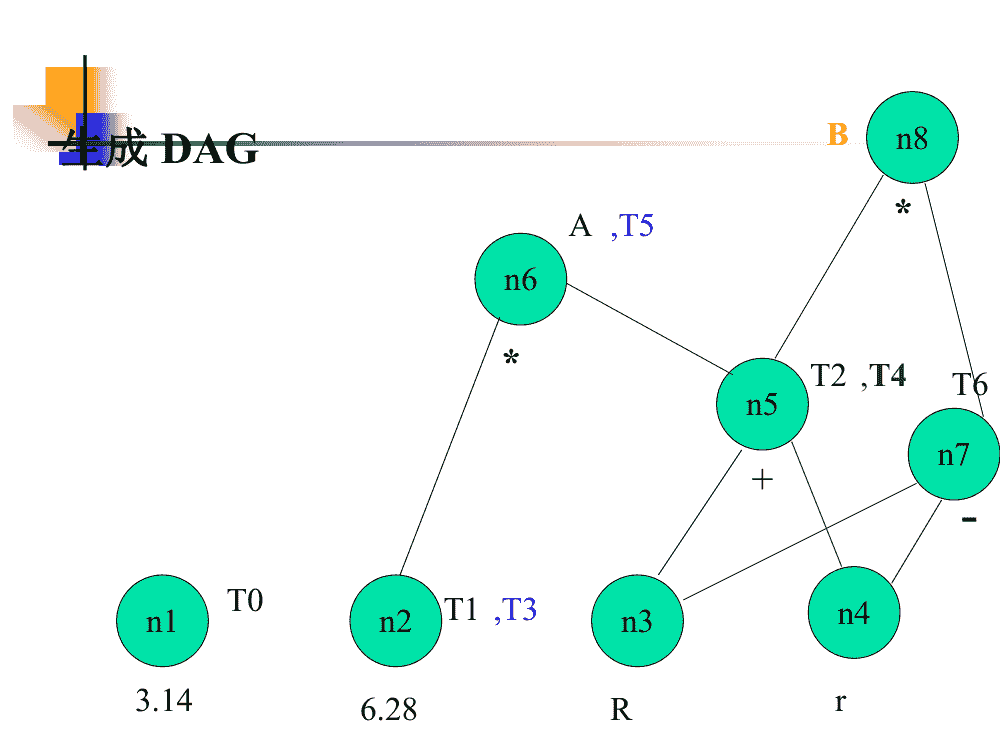 生成 DAG
B
n8
*
A ,T5
n6
*
T2 ,T4
T6
n5
n7
+
-
T0
T1 ,T3
n1
n2
n3
n4
3.14
6.28
R
r